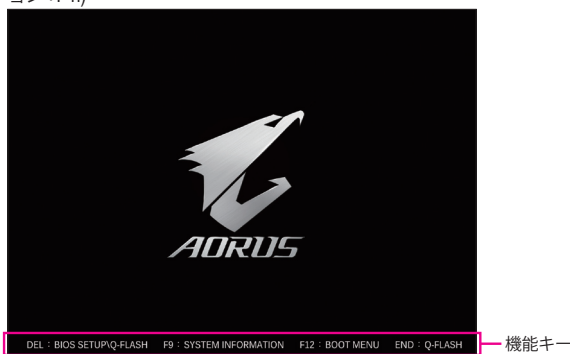 AORUS
DEL : BIOS SETUP\Q-FLASH F9 : SYSTEM INFORMATION F12 : BOOT MENU END : Q-FLASH
機能キー